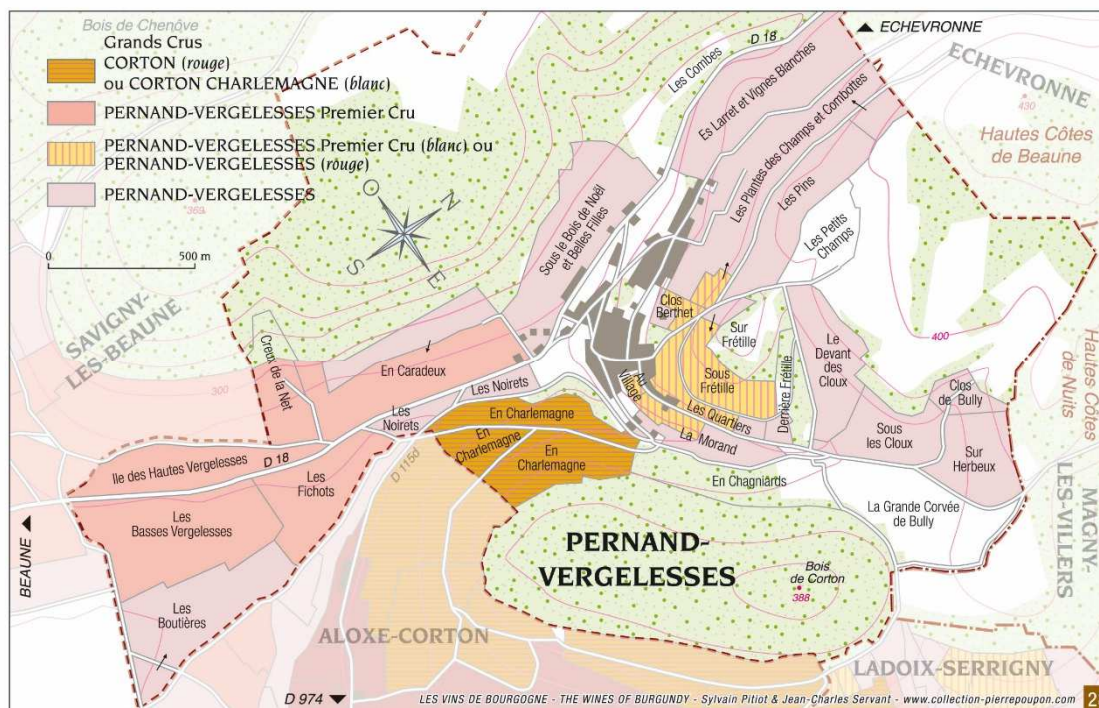 Bois de Chenôve
Grands Crus
CORTON (rouge)
ou CORTON CHARLEMAGNE (blanc)
PERNAND-VERGELESSES Premier Cru
PERNAND-VERGELESSES Premier Cru (blanc) ou
PERNAND-VERGELESSES (rouge)
PERNAND-VERGELESSES
369
0 500 m
O N
S E
D 18
ECHEVRONNE
ECHEVRONNE
430
Hautes Côtes
de Beaune
Les Combes
Es Larret et Vignes Blanches
Les Plantes des Champs et Combottes
Les Pins
Les Petits
Champs
Sous le Bois de Noël
et Belles Filles
SAVIGNY-
LES-BEAUNE
300
Creux de la Net
En Caradeux
Les Noirets
Les
Noirets
Clos
Berthet
Sur
Frétille
Sous
Frétille
Au
Village
Les Quartiers
La Morand
Derrière Frétille
Le
Devant
des
Cloux
400
Hautes Côtes
de Nuits
Clos
de Bully
Sous
les Cloux
Sur
Herbeux
En Charlemagne
En
Charlemagne
En
Charlemagne
En Chagniards
La Grande Corvée
de Bully
MAGNY-
LES-VILLERS
Ile des Hautes Vergelesses
D 18
D 115d
Les
Fichots
Les
Basses Vergelesses
BEAUNE
Les
Boutières
PERNAND-
VERGELESSES
Bois
de Corton
388
ALOXE-CORTON
LADOIX-SERRIGNY
D 974
LES VINS DE BOURGOGNE - THE WINES OF BURGUNDY - Sylvain Pitiot & Jean-Charles Servant - www.collection-pierrepoupon.com
2